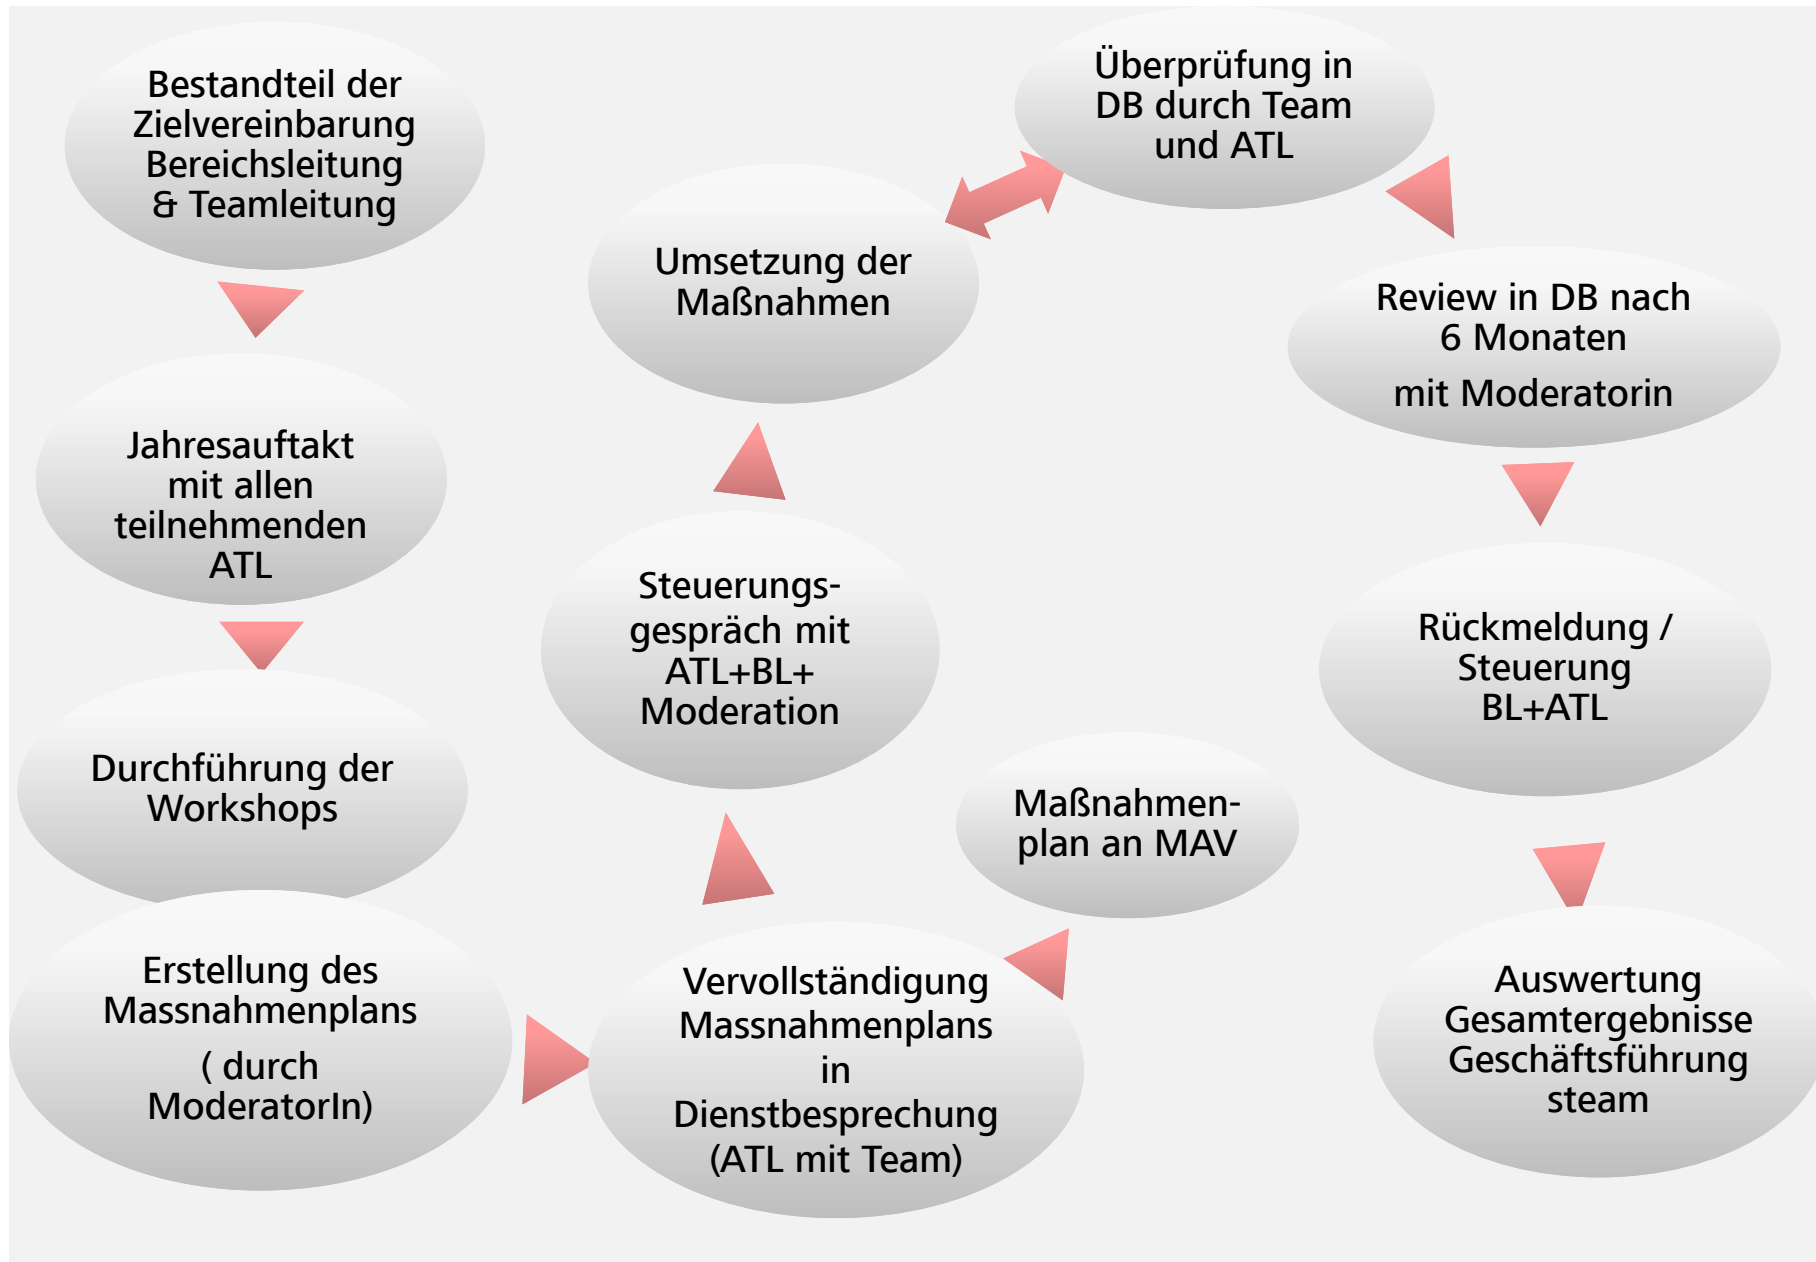 Bestandteil der
Zielvereinbarung
Bereichsleitung
& Teamleitung
Jahresauftakt
mit allen
teilnehmenden
ATL
Durchführung der
Workshops
Erstellung des
Massnahmenplans
( durch
ModeratorIn)
Vervollständigung
Massnahmenplans
in
Dienstbesprechung
(ATL mit Team)
Maßnahmen-
plan an MAV
Steuerungs-
gespräch mit
ATL+BL+
Moderation
Umsetzung der
Maßnahmen
Überprüfung in
DB durch Team
und ATL
Review in DB nach
6 Monaten
mit Moderatorin
Rückmeldung /
Steuerung
BL+ATL
Auswertung
Gesamtergebnisse
Geschäftsführung
steam